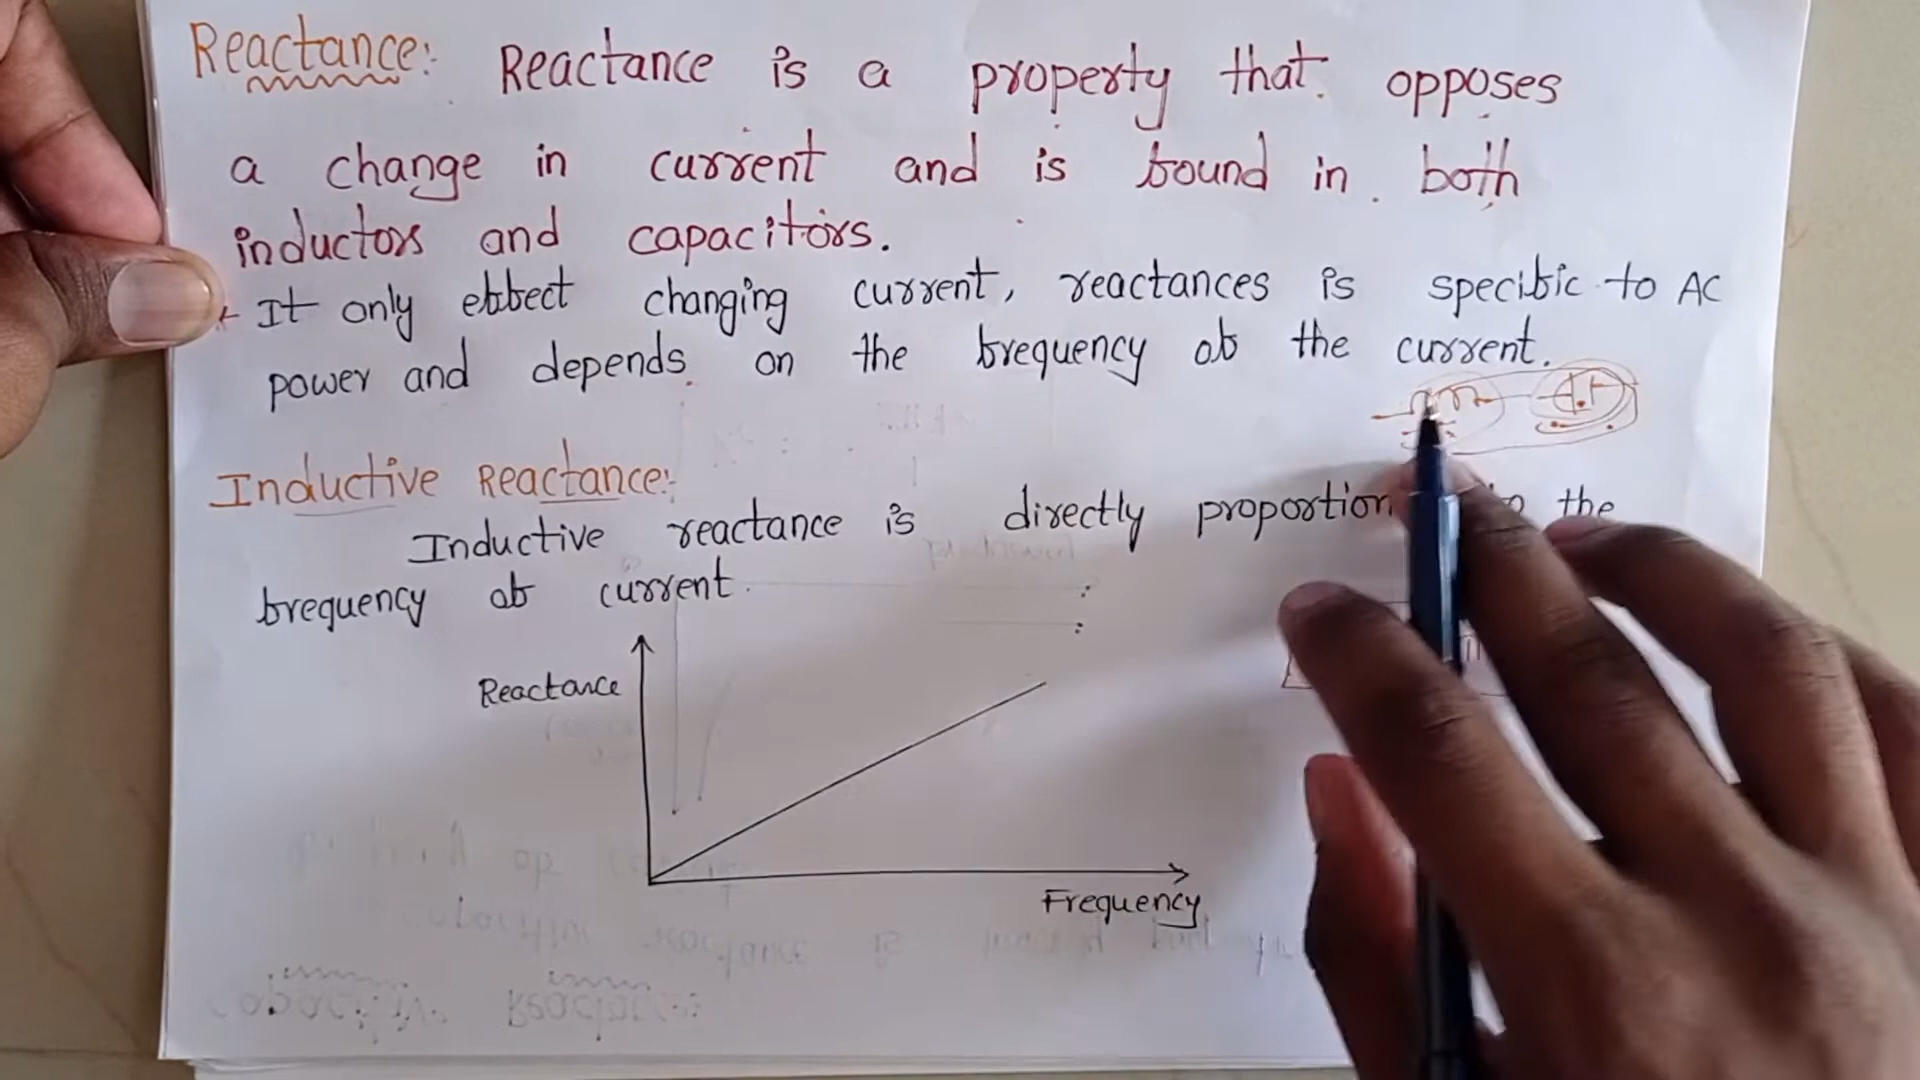 Reactance: Reactance is a property that opposes
a change in current and is found in both
inductors and capacitors.
+ It only effect changing current, reactances is specific to AC
power and depends on the frequency of the current.
Inductive Reactance:
Inductive reactance is directly proportion the
frequency of current.
Reactance
Frequency